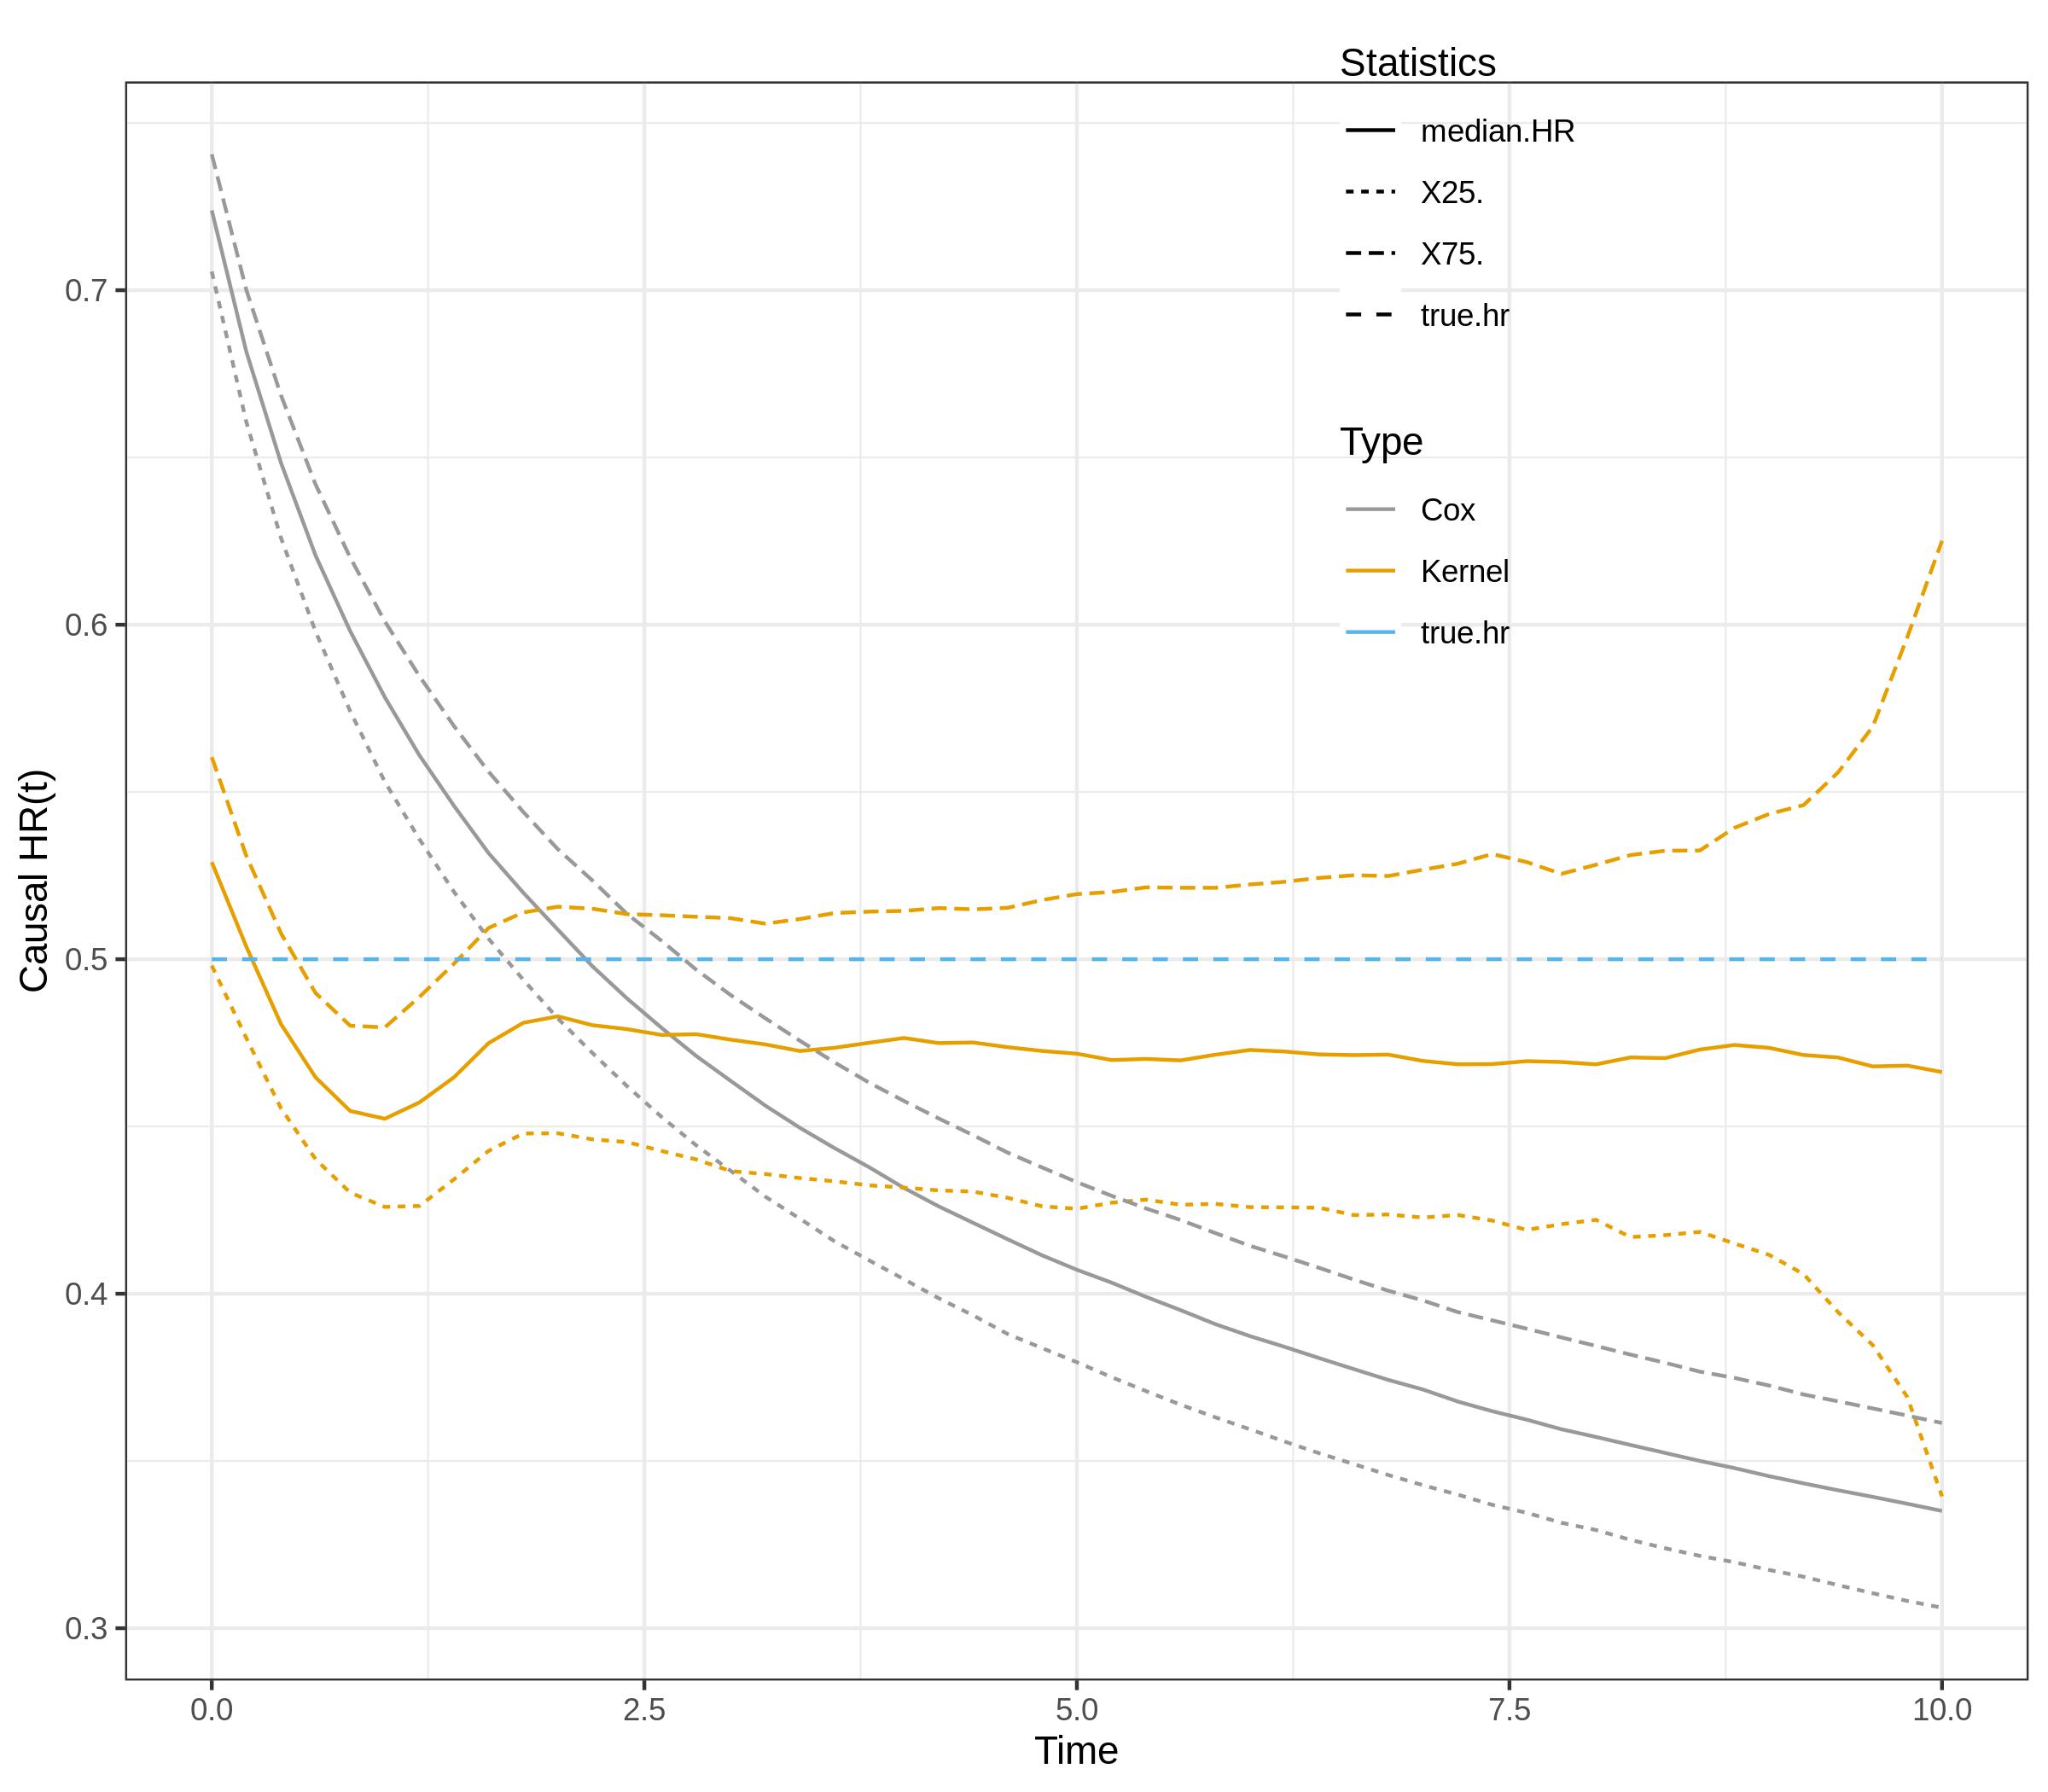 Statistics
median.HR
X25.
X75.
true.hr
Type
Cox
Kernel
true.hr
Causal HR(t)
0.7
0.6
0.5
0.4
0.3
0.0 2.5 5.0 7.5 10.0
Time